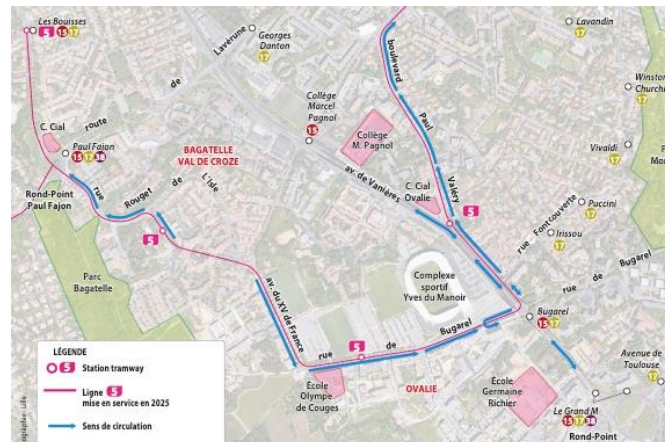 Les Bouisses
5 15 17
Laverune
de
route
Georges
Danton
17
boulevard
Paul
Valéry
Lavandin
17
Winston
Vivaldi
17
Collège
Marcel
Pagnol
15
Collège
M. Pagnol
C. Cial
Paul Fajon
15 17 38
BAGATELLE
VAL DE CROZE
av. de Vanières
C. Cial
Ovalie
5
Rond-Point
Paul Fajon
rue
Rouget
de
L'Isle
5
rue Fontcouverte
Puccini
17
Irissou
17
rue de Bugarel
Parc
Bagatelle
Complexe
sportif
Yves du Manoir
av. du XV de France
Bugarel
15 17
rue de Bugarel
5
École
Olympe
de Couges
OVALIE
École
Germaine
Richier
Avenue de
Toulouse
17
Le Grand M
15 17 38
Rond-Point
LÉGENDE
5 Station tramway
Ligne 5
mise en service en 2025
Sens de circulation